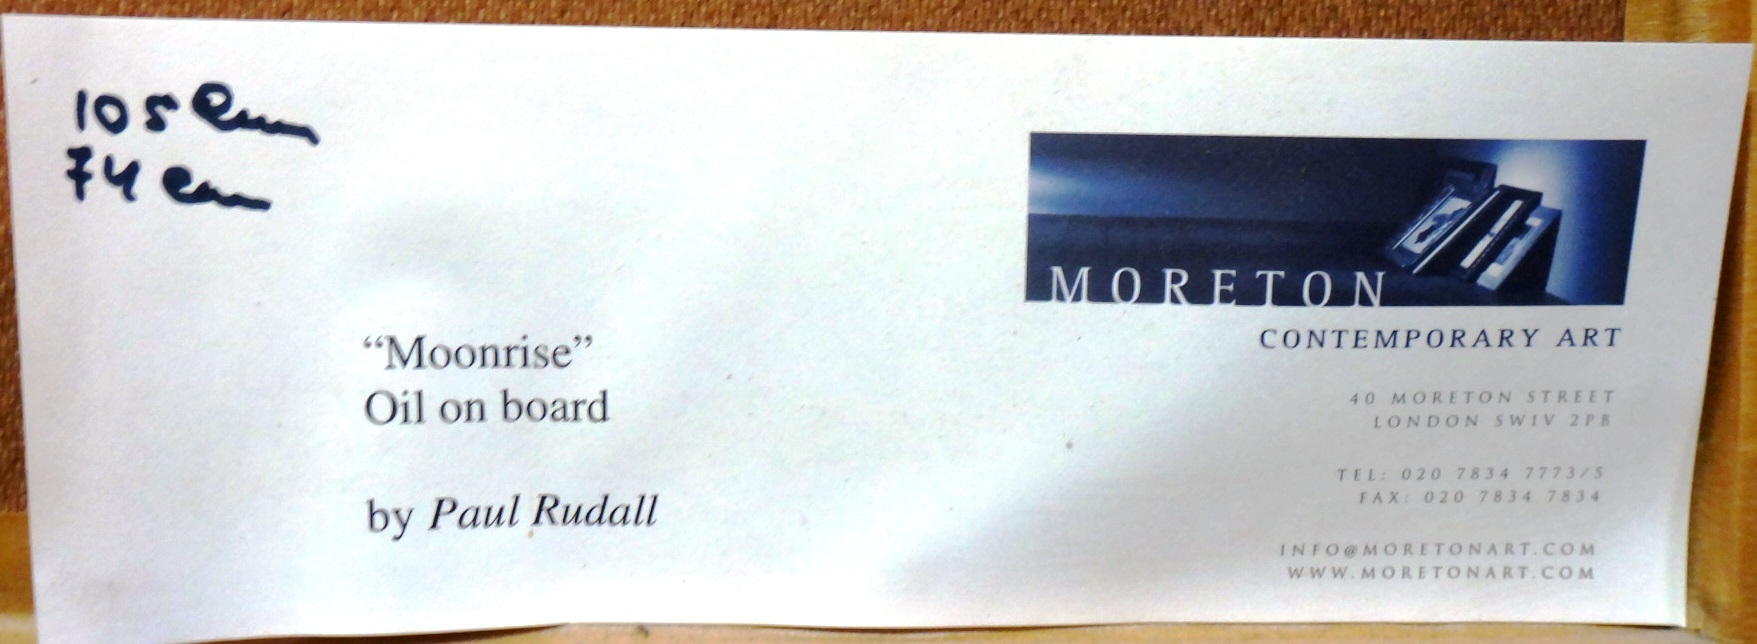 105 cm
74 cm
“Moonrise”
Oil on board
by Paul Rudall
MORETON
CONTEMPORARY ART
40 MORETON STREET
LONDON SW1V 2PB
TEL: 020 7834 7773/5
FAX: 020 7834 7834
INFO@MORETONART.COM
WWW.MORETONART.COM